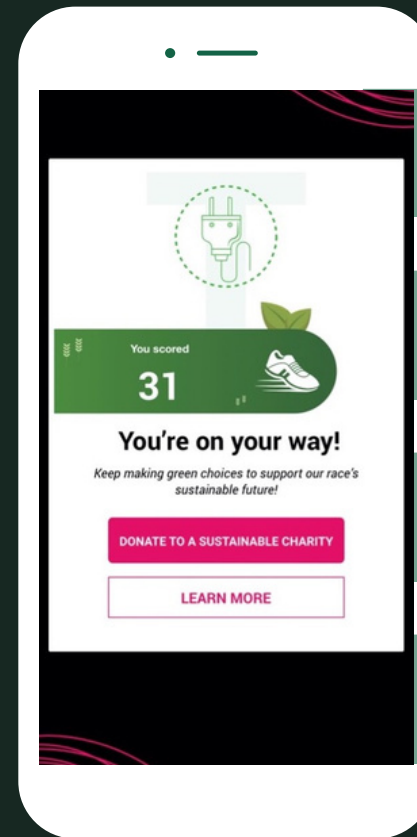 You scored
31
You're on your way!
Keep making green choices to support our race's
sustainable future!
DONATE TO A SUSTAINABLE CHARITY
LEARN MORE